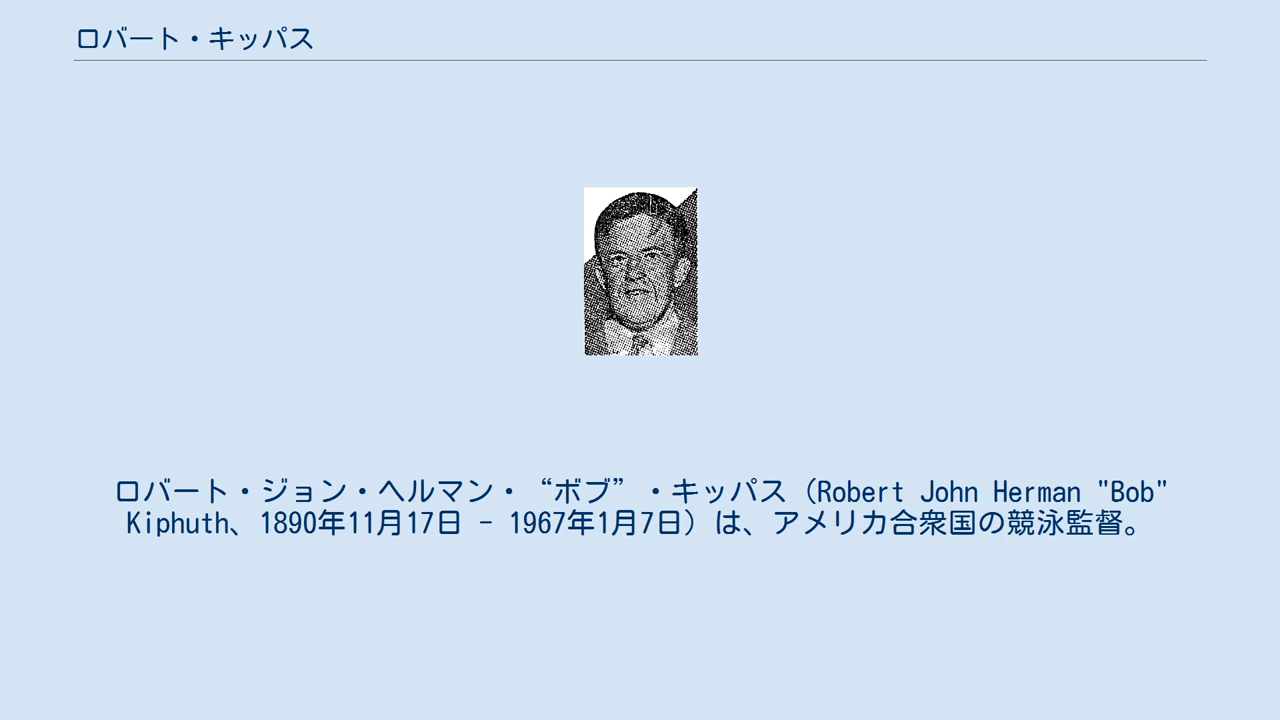 ロバート・キッパス
ロバート・ジョン・ヘルマン・“ボブ”・キッパス（Robert John Herman "Bob"
Kiphuth、1890年11月17日 - 1967年1月7日）は、アメリカ合衆国の競泳監督。